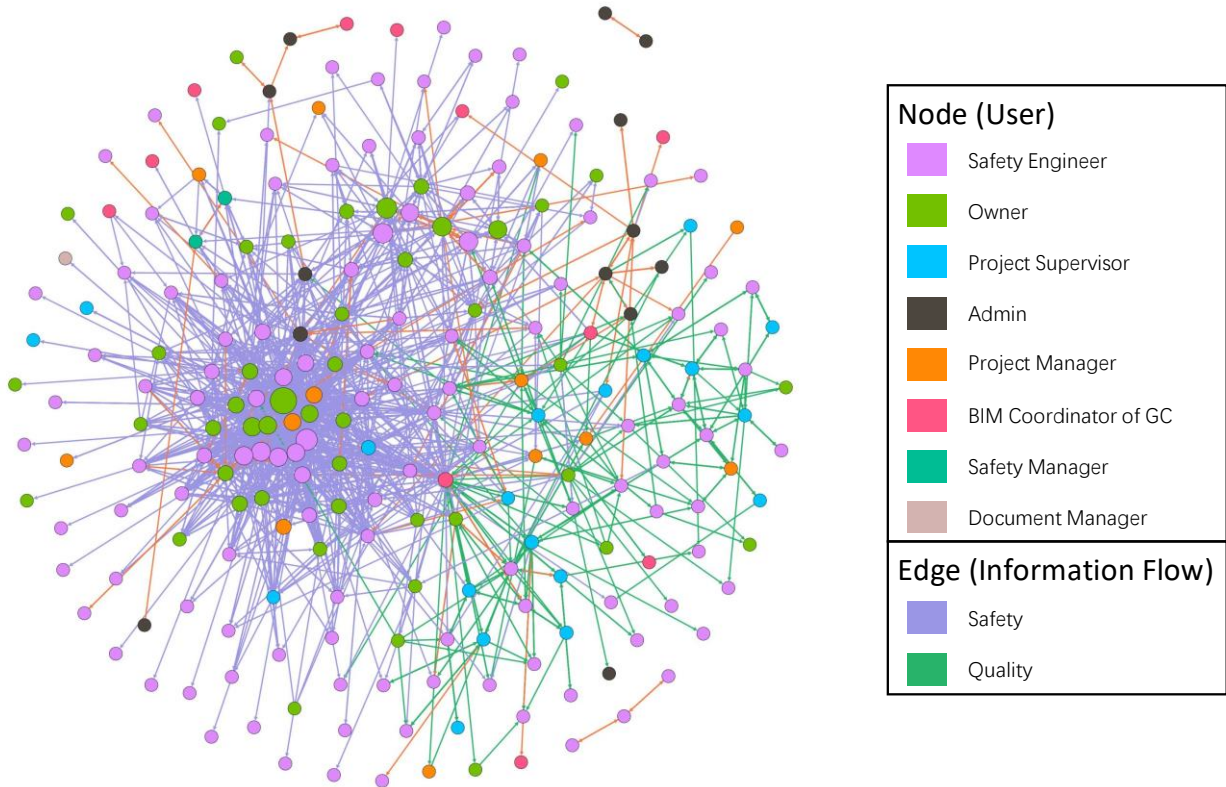 Node (User)
Safety Engineer
Owner
Project Supervisor
Admin
Project Manager
BIM Coordinator of GC
Safety Manager
Document Manager
Edge (Information Flow)
Safety
Quality